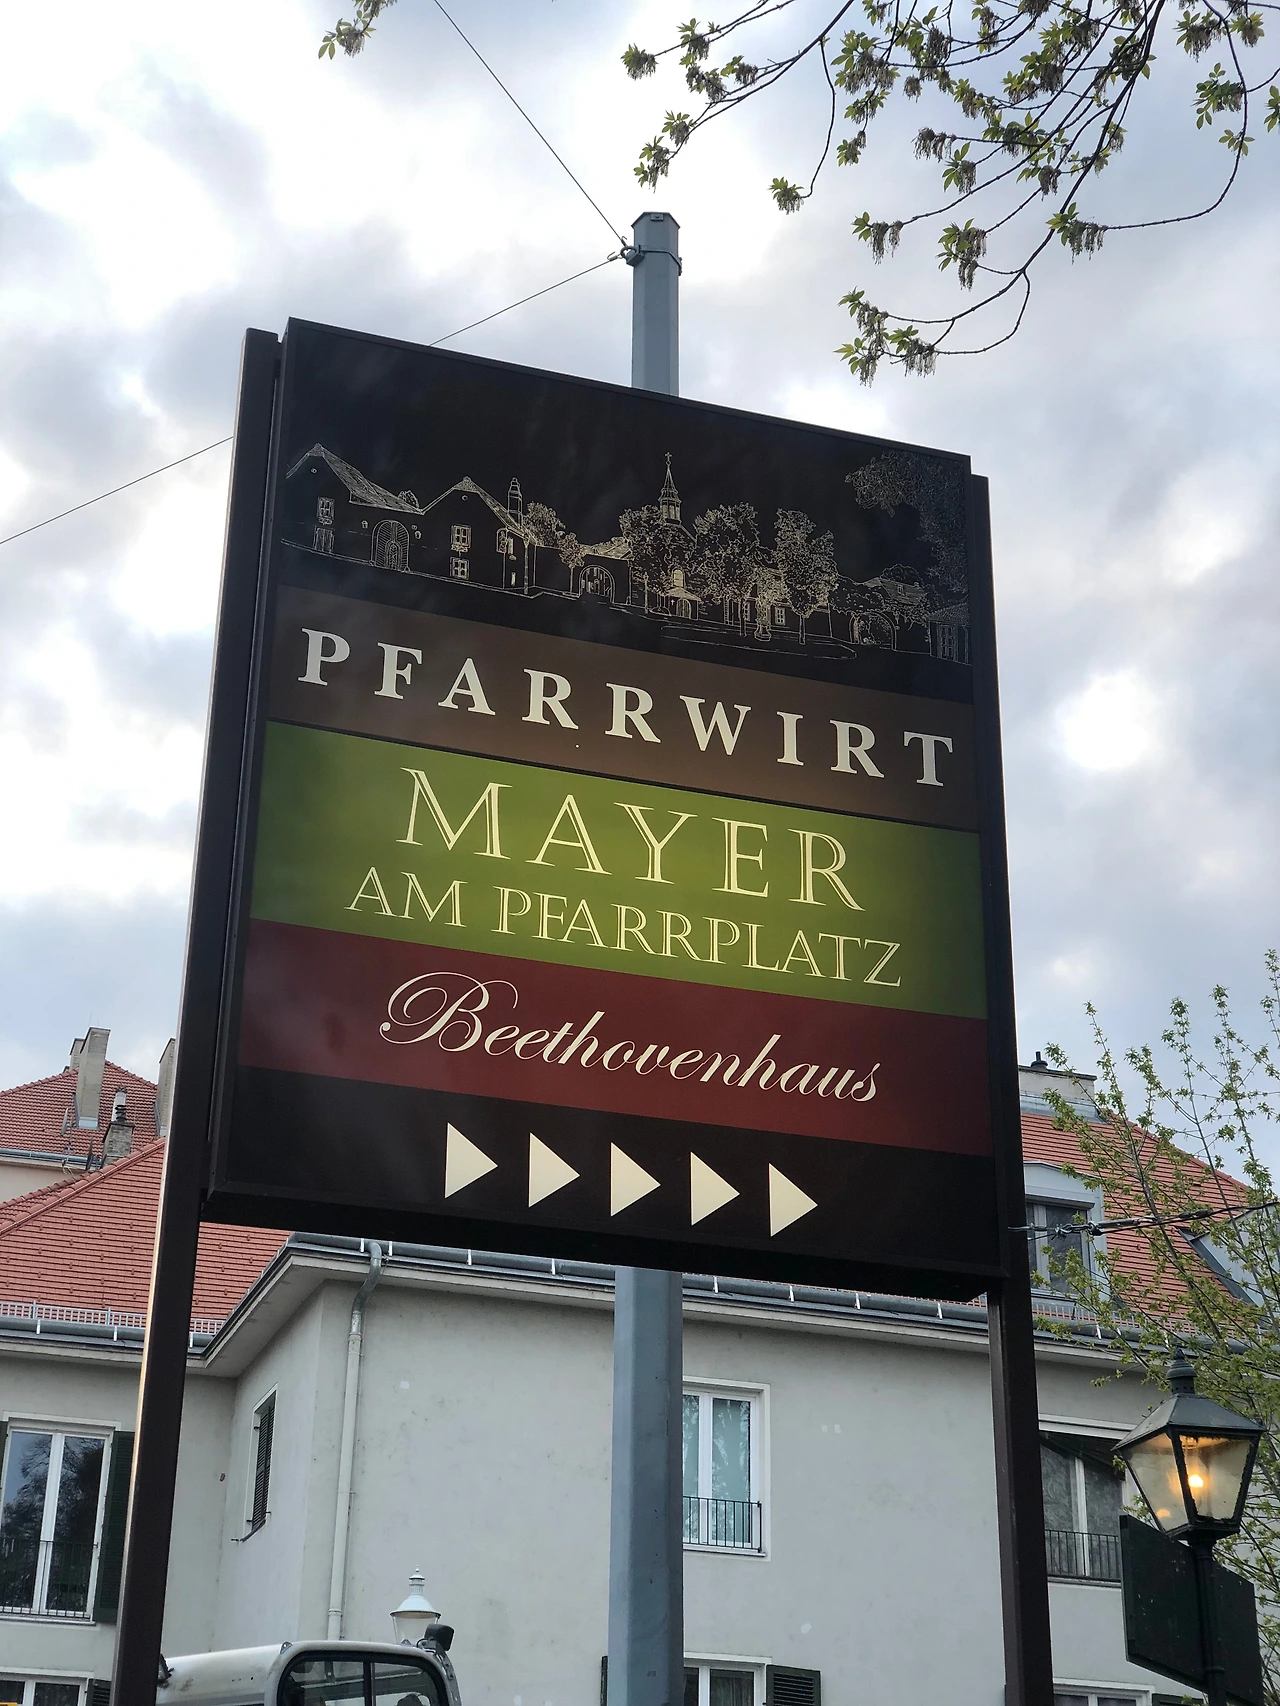 PFARRWIRT
MAYER
AM PFARRPLATZ
Beethovenhaus